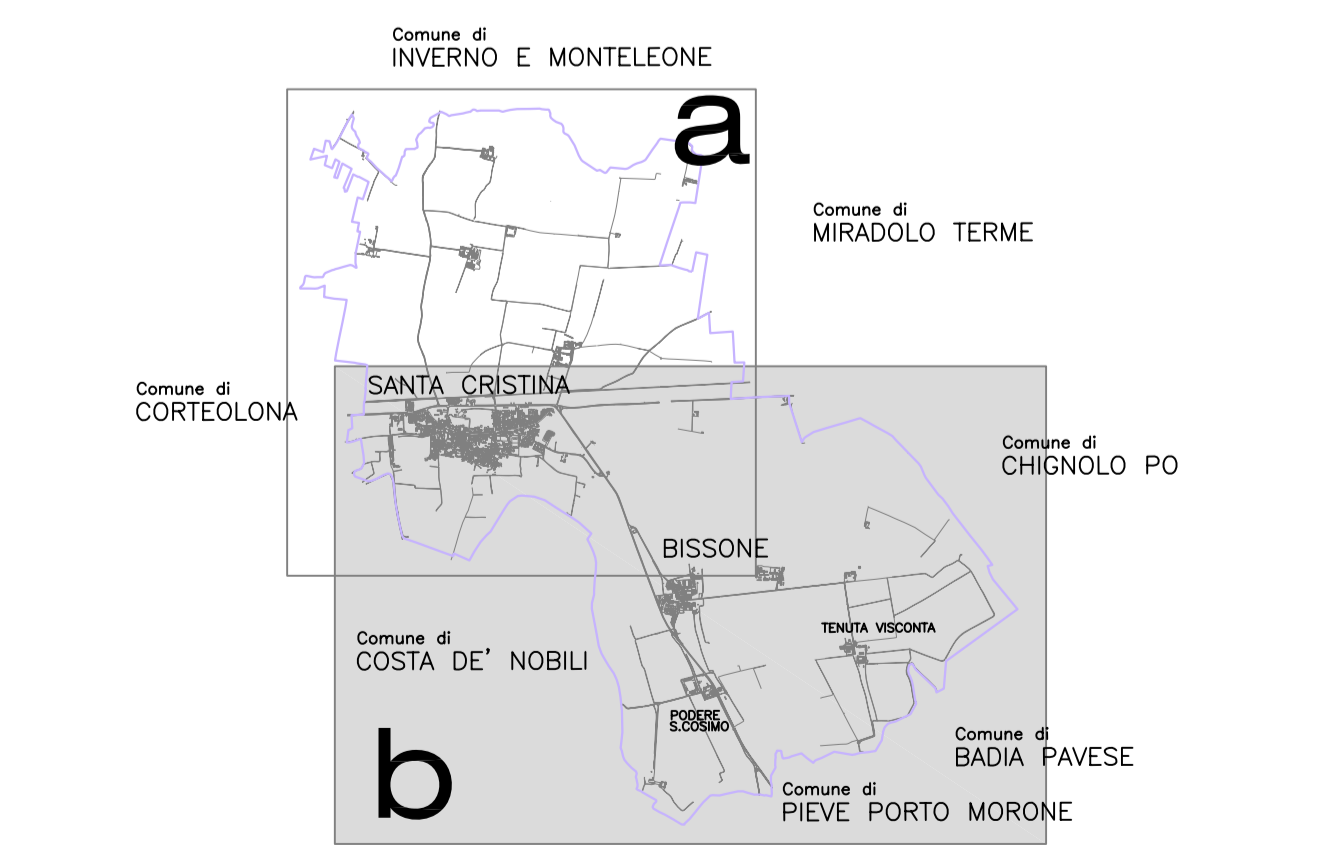 Comune di
INVERNO E MONTELEONE
a
Comune di
MIRADOLO TERME
SANTA CRISTINA
Comune di
CORTEOLONA
Comune di
CHIGNOLO PO
BISSONE
TENUTA VISCONTA
Comune di
COSTA DE' NOBILI
PODERE
S.COSIMO
Comune di
BADIA PAVESE
b
Comune di
PIEVE PORTO MORONE